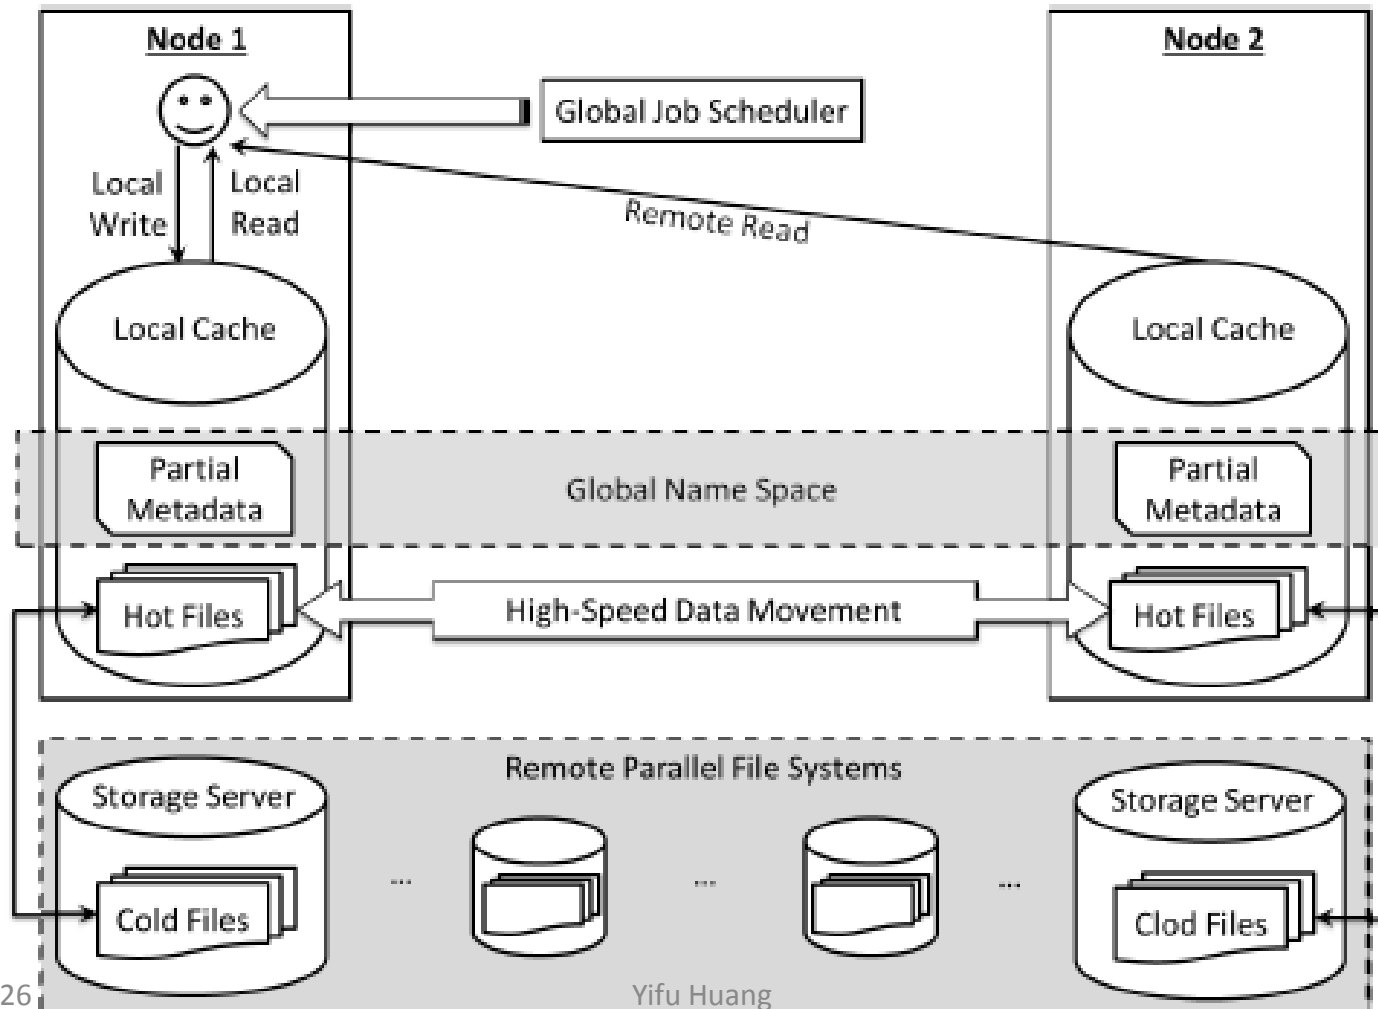 Node 1
Node 2
Global Job Scheduler
Local
Write
Local
Read
Remote Read
Local Cache
Local Cache
Partial
Metadata
Global Name Space
Partial
Metadata
Hot Files
High-Speed Data Movement
Hot Files
Remote Parallel File Systems
Storage Server
Storage Server
...
...
...
Cold Files
Clod Files
26
Yifu Huang